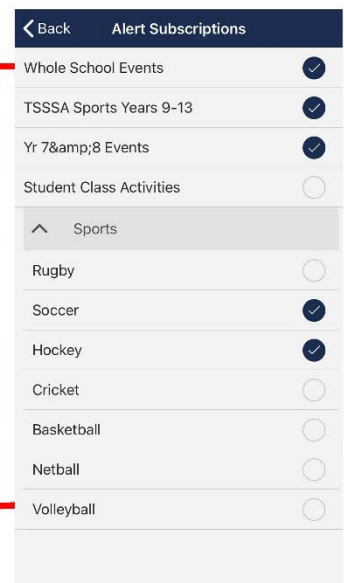 Back Alert Subscriptions
Whole School Events
TSSSA Sports Years 9-13
Yr 7&amp;8 Events
Student Class Activities
Sports
Rugby
Soccer
Hockey
Cricket
Basketball
Netball
Volleyball